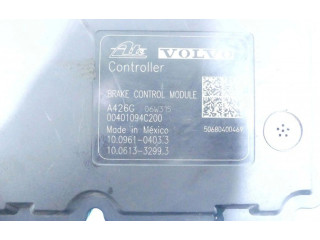 Ate VOLVO
Controller
BRAKE CONTROL MODULE
A426G 06W375
00401094C200
Made in México
10.0961-0403.3
10.0613-3299.3